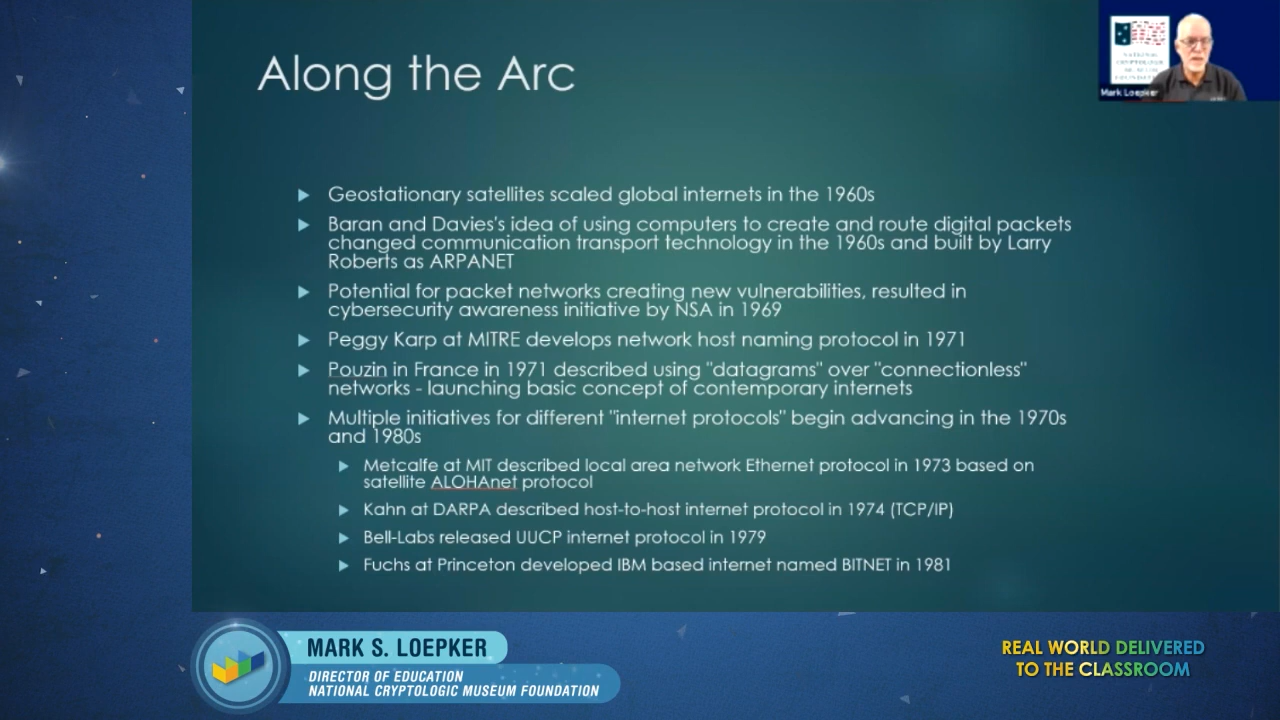 Along the Arc
Mark Loepker
Geostationary satellites scaled global internets in the 1960s
Baran and Davies's idea of using computers to create and route digital packets
changed communication transport technology in the 1960s and built by Larry
Roberts as ARPANET
Potential for packet networks creating new vulnerabilities, resulted in
cybersecurity awareness initiative by NSA in 1969
Peggy Karp at MITRE develops network host naming protocol in 1971
Pouzin in France in 1971 described using "datagrams" over "connectionless"
networks - launching basic concept of contemporary internets
Multiple initiatives for different "internet protocols" begin advancing in the 1970s
and 1980s
Metcalfe at MIT described local area network Ethernet protocol in 1973 based on
satellite ALOHAnet protocol
Kahn at DARPA described host-to-host internet protocol in 1974 (TCP/IP)
Bell-Labs released UUCP internet protocol in 1979
Fuchs at Princeton developed IBM based internet named BITNET in 1981
MARK S. LOEPKER
DIRECTOR OF EDUCATION
NATIONAL CRYPTOLOGIC MUSEUM FOUNDATION
REAL WORLD DELIVERED
TO THE CLASSROOM